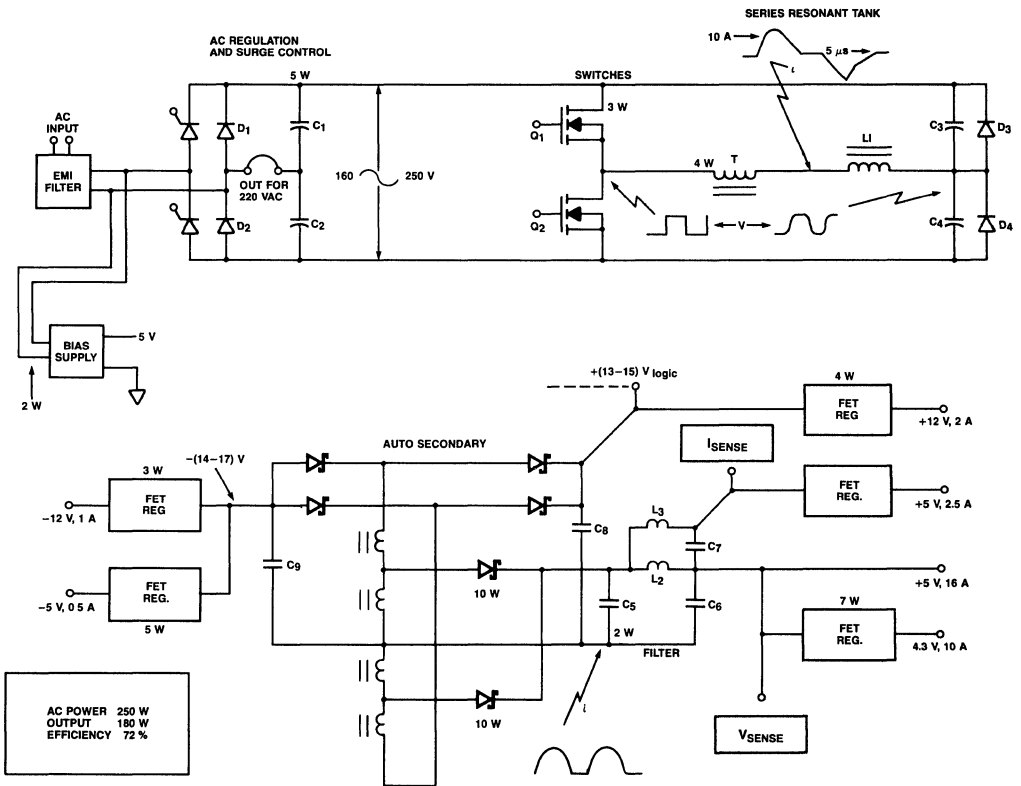 SERIES RESONANT TANK
10 A
5 μs
i
AC REGULATION
AND SURGE CONTROL
5 W
SWITCHES
3 W
AC
INPUT
EMI
FILTER
D1
C1
OUT FOR
220 VAC
D2
C2
160
250 V
Q1
Q2
4 W
T
LI
V
C3
D3
C4
D4
BIAS
SUPPLY
5 V
2 W
+(13–15) V logic
4 W
FET
REG
+12 V, 2 A
ISENSE
AUTO SECONDARY
–(14–17) V
3 W
FET
REG
–12 V, 1 A
FET
REG.
+5 V, 2.5 A
L3
C8
C7
C9
L2
10 W
C5
C6
+5 V, 16 A
FET
REG.
–5 V, 0 5 A
5 W
7 W
FET
REG.
4.3 V, 10 A
2 W
FILTER
i
10 W
VSENSE
AC POWER 250 W
OUTPUT 180 W
EFFICIENCY 72 %